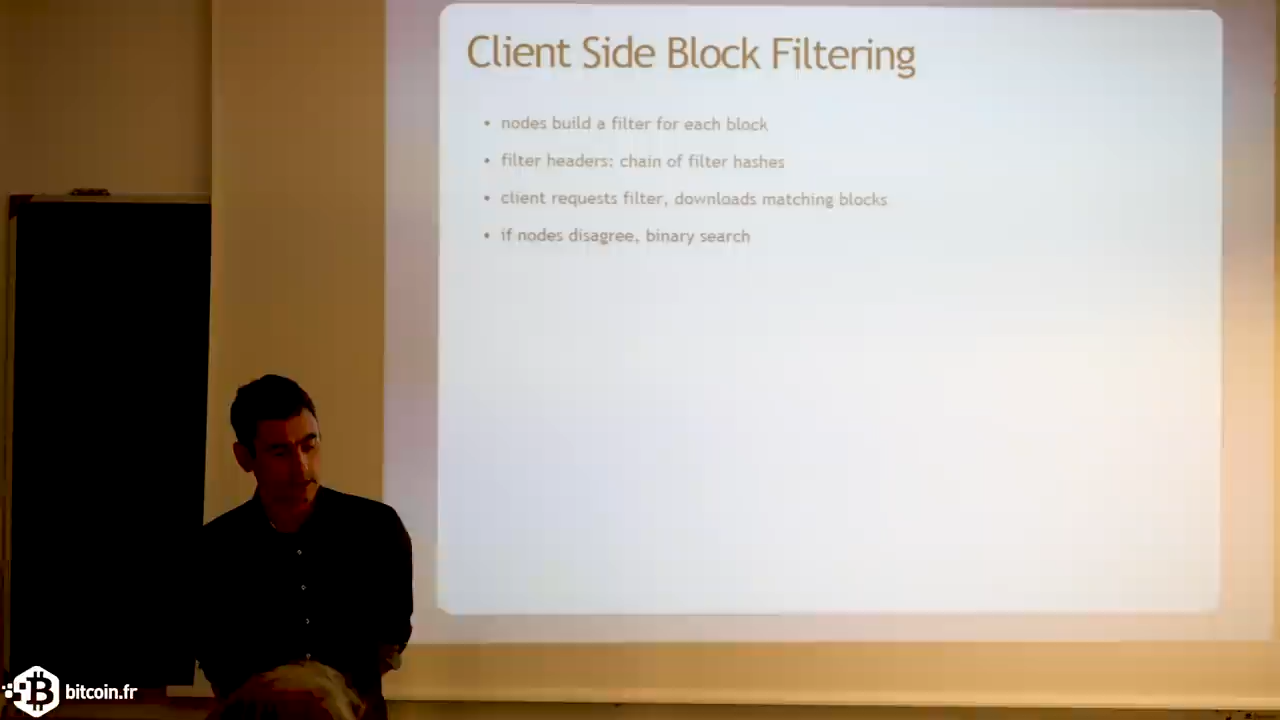 Client Side Block Filtering
• nodes build a filter for each block
• filter headers: chain of filter hashes
• client requests filter, downloads matching blocks
• if nodes disagree, binary search
bitcoin.fr